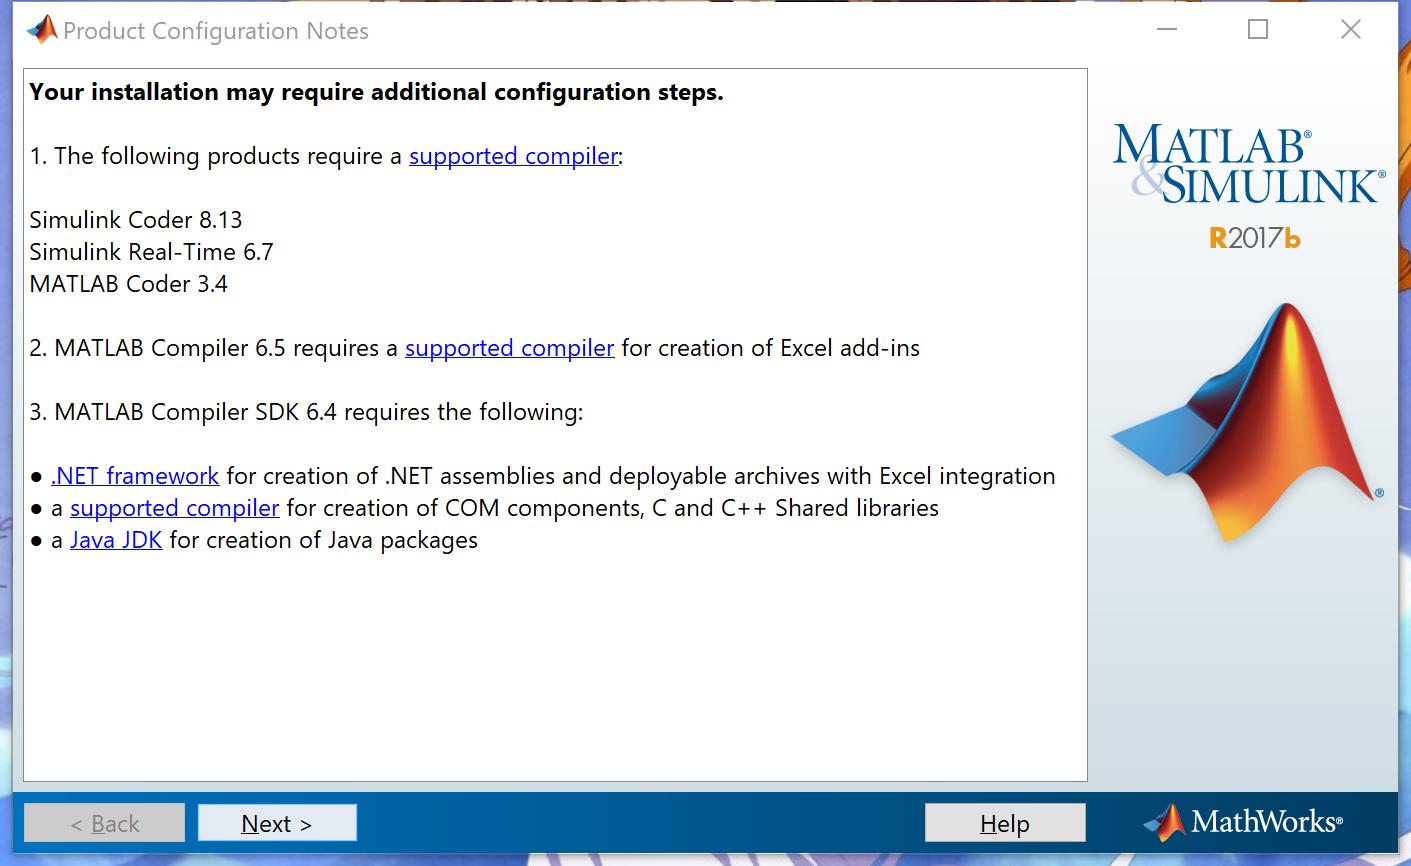 Product Configuration Notes
Your installation may require additional configuration steps.
1. The following products require a supported compiler:
Simulink Coder 8.13
Simulink Real-Time 6.7
MATLAB Coder 3.4
2. MATLAB Compiler 6.5 requires a supported compiler for creation of Excel add-ins
3. MATLAB Compiler SDK 6.4 requires the following:
● .NET framework for creation of .NET assemblies and deployable archives with Excel integration
● a supported compiler for creation of COM components, C and C++ Shared libraries
● a Java JDK for creation of Java packages
MATLAB®
&SIMULINK®
R2017b
®
< Back
Next >
Help
MathWorks®